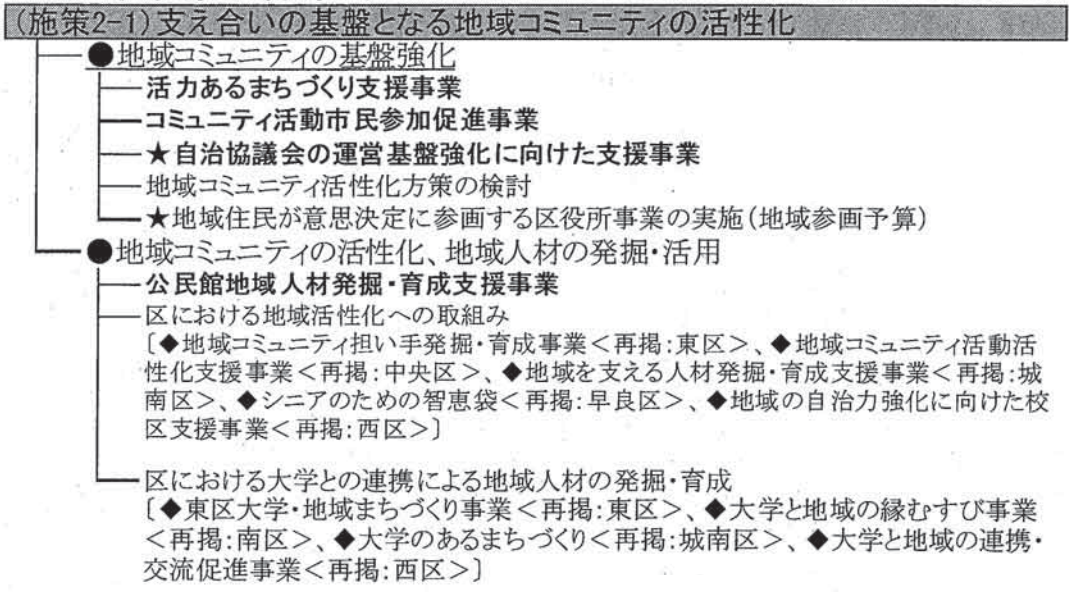 (施策2-1)支え合いの基盤となる地域コミュニティの活性化
●地域コミュニティの基盤強化
活力あるまちづくり支援事業
コミュニティ活動市民参加促進事業
★自治協議会の運営基盤強化に向けた支援事業
地域コミュニティ活性化方策の検討
★地域住民が意思決定に参画する区役所事業の実施(地域参画予算)
●地域コミュニティの活性化、地域人材の発掘・活用
公民館地域人材発掘・育成支援事業
区における地域活性化への取組み
〔◆地域コミュニティ担い手発掘・育成事業<再掲:東区>、◆地域コミュニティ活動活
性化支援事業<再掲:中央区>、◆地域を支える人材発掘・育成支援事業<再掲:城
南区>、◆シニアのための智恵袋<再掲:早良区>、◆地域の自治力強化に向けた校
区支援事業<再掲:西区>〕
区における大学との連携による地域人材の発掘・育成
〔◆東区大学・地域まちづくり事業<再掲:東区>、◆大学と地域の縁むすび事業
<再掲:南区>、◆大学のあるまちづくり<再掲:城南区>、◆大学と地域の連携・
交流促進事業<再掲:西区>〕